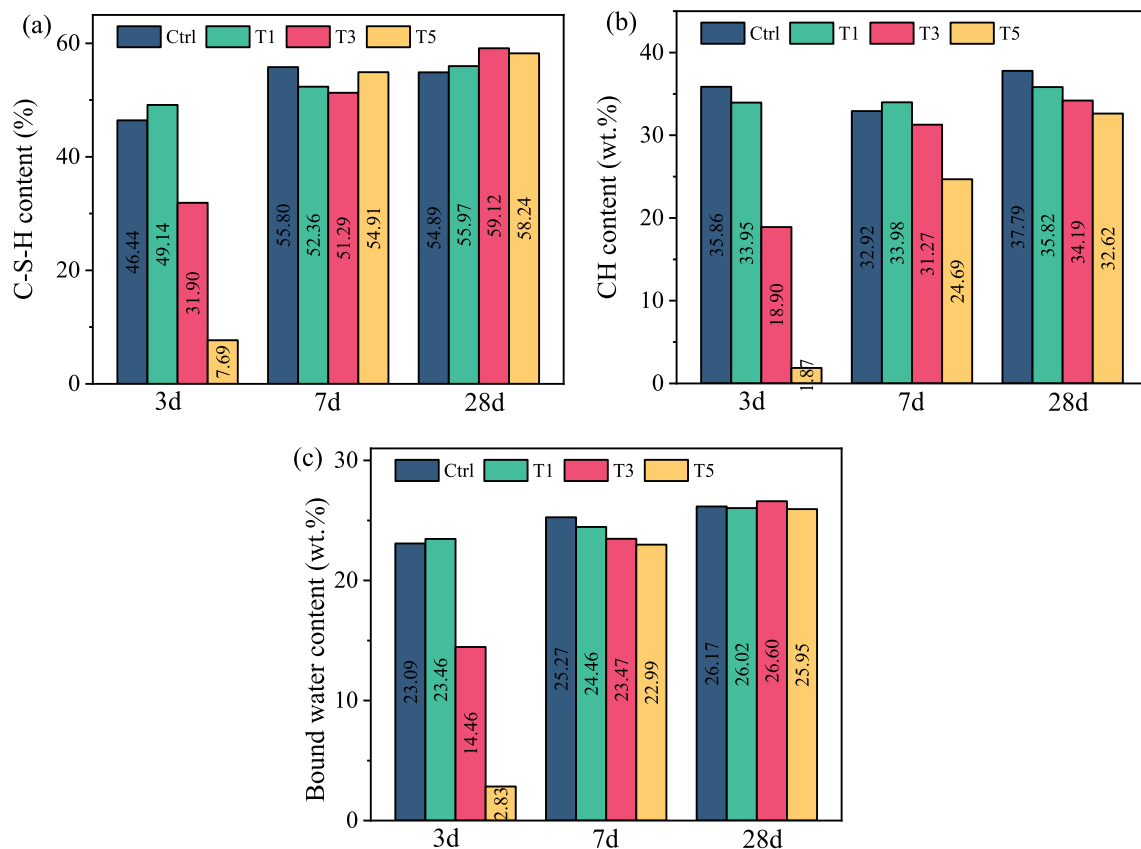 (a)
Ctrl T1 T3 T5
C-S-H content (%)
60
40
20
0
46.44 49.14 31.90 7.69
55.80 52.36 51.29 54.91
54.89 55.97 59.12 58.24
3d 7d 28d
(b)
Ctrl T1 T3 T5
CH content (wt.%)
40
30
20
10
0
35.86 33.95 18.90 1.87
32.92 33.98 31.27 24.69
37.79 35.82 34.19 32.62
3d 7d 28d
(c)
Ctrl T1 T3 T5
Bound water content (wt.%)
30
20
10
0
23.09 23.46 14.46 2.83
25.27 24.46 23.47 22.99
26.17 26.02 26.60 25.95
3d 7d 28d